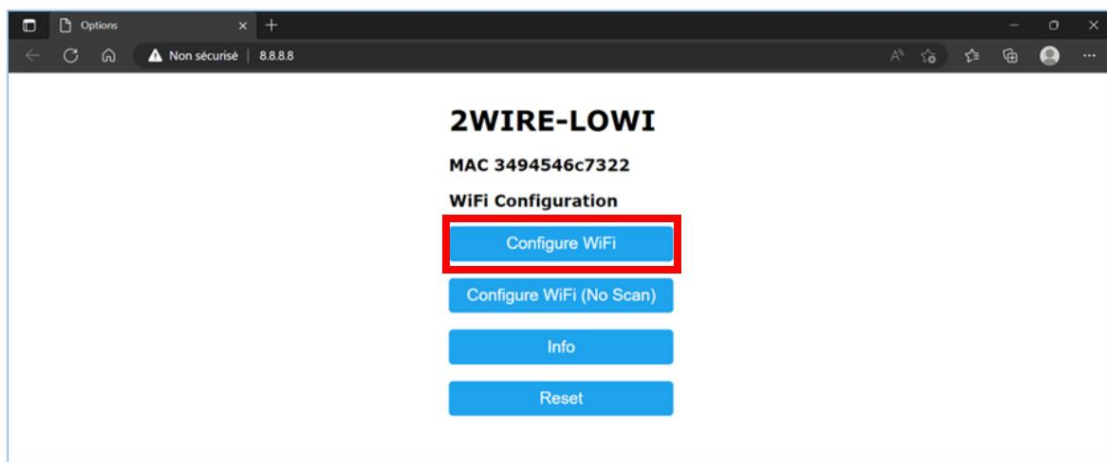 Options
Non sécurisé | 8.8.8.8
2WIRE-LOWI
MAC 3494546c7322
WiFi Configuration
Configure WiFi
Configure WiFi (No Scan)
Info
Reset